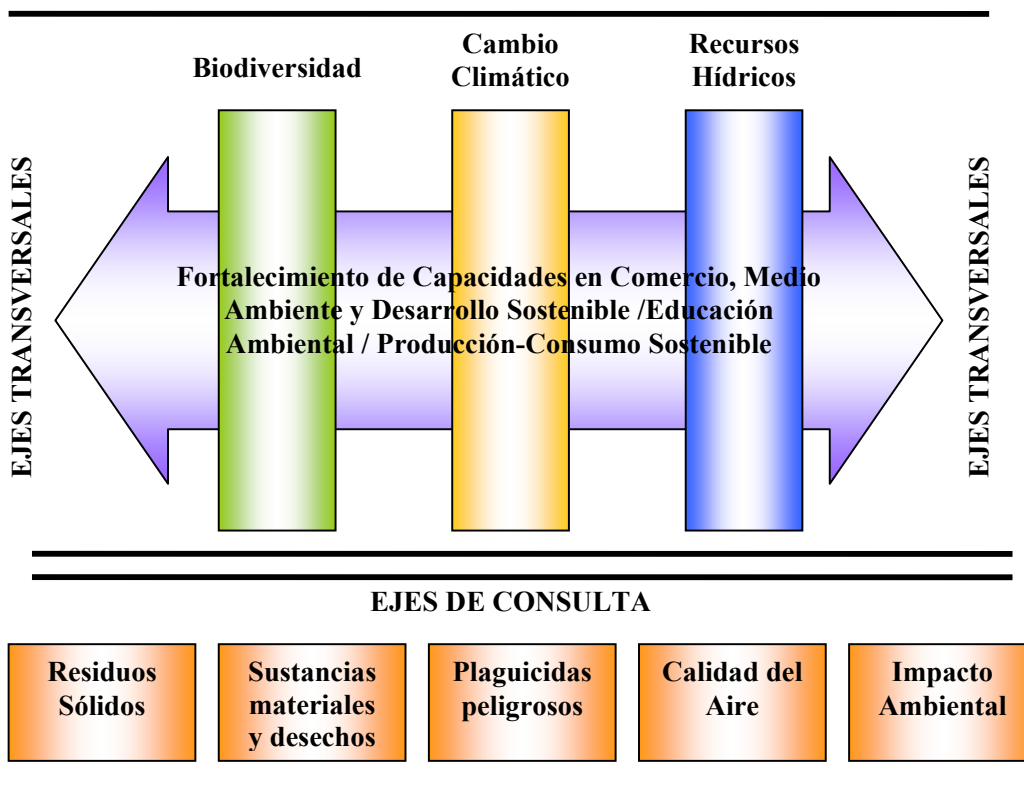 Biodiversidad
Cambio
Climático
Recursos
Hídricos
EJES TRANSVERSALES
Fortalecimiento de Capacidades en Comercio, Medio
Ambiente y Desarrollo Sostenible /Educación
Ambiental / Producción-Consumo Sostenible
EJES TRANSVERSALES
EJES DE CONSULTA
Residuos
Sólidos
Sustancias
materiales
y desechos
Plaguicidas
peligrosos
Calidad del
Aire
Impacto
Ambiental